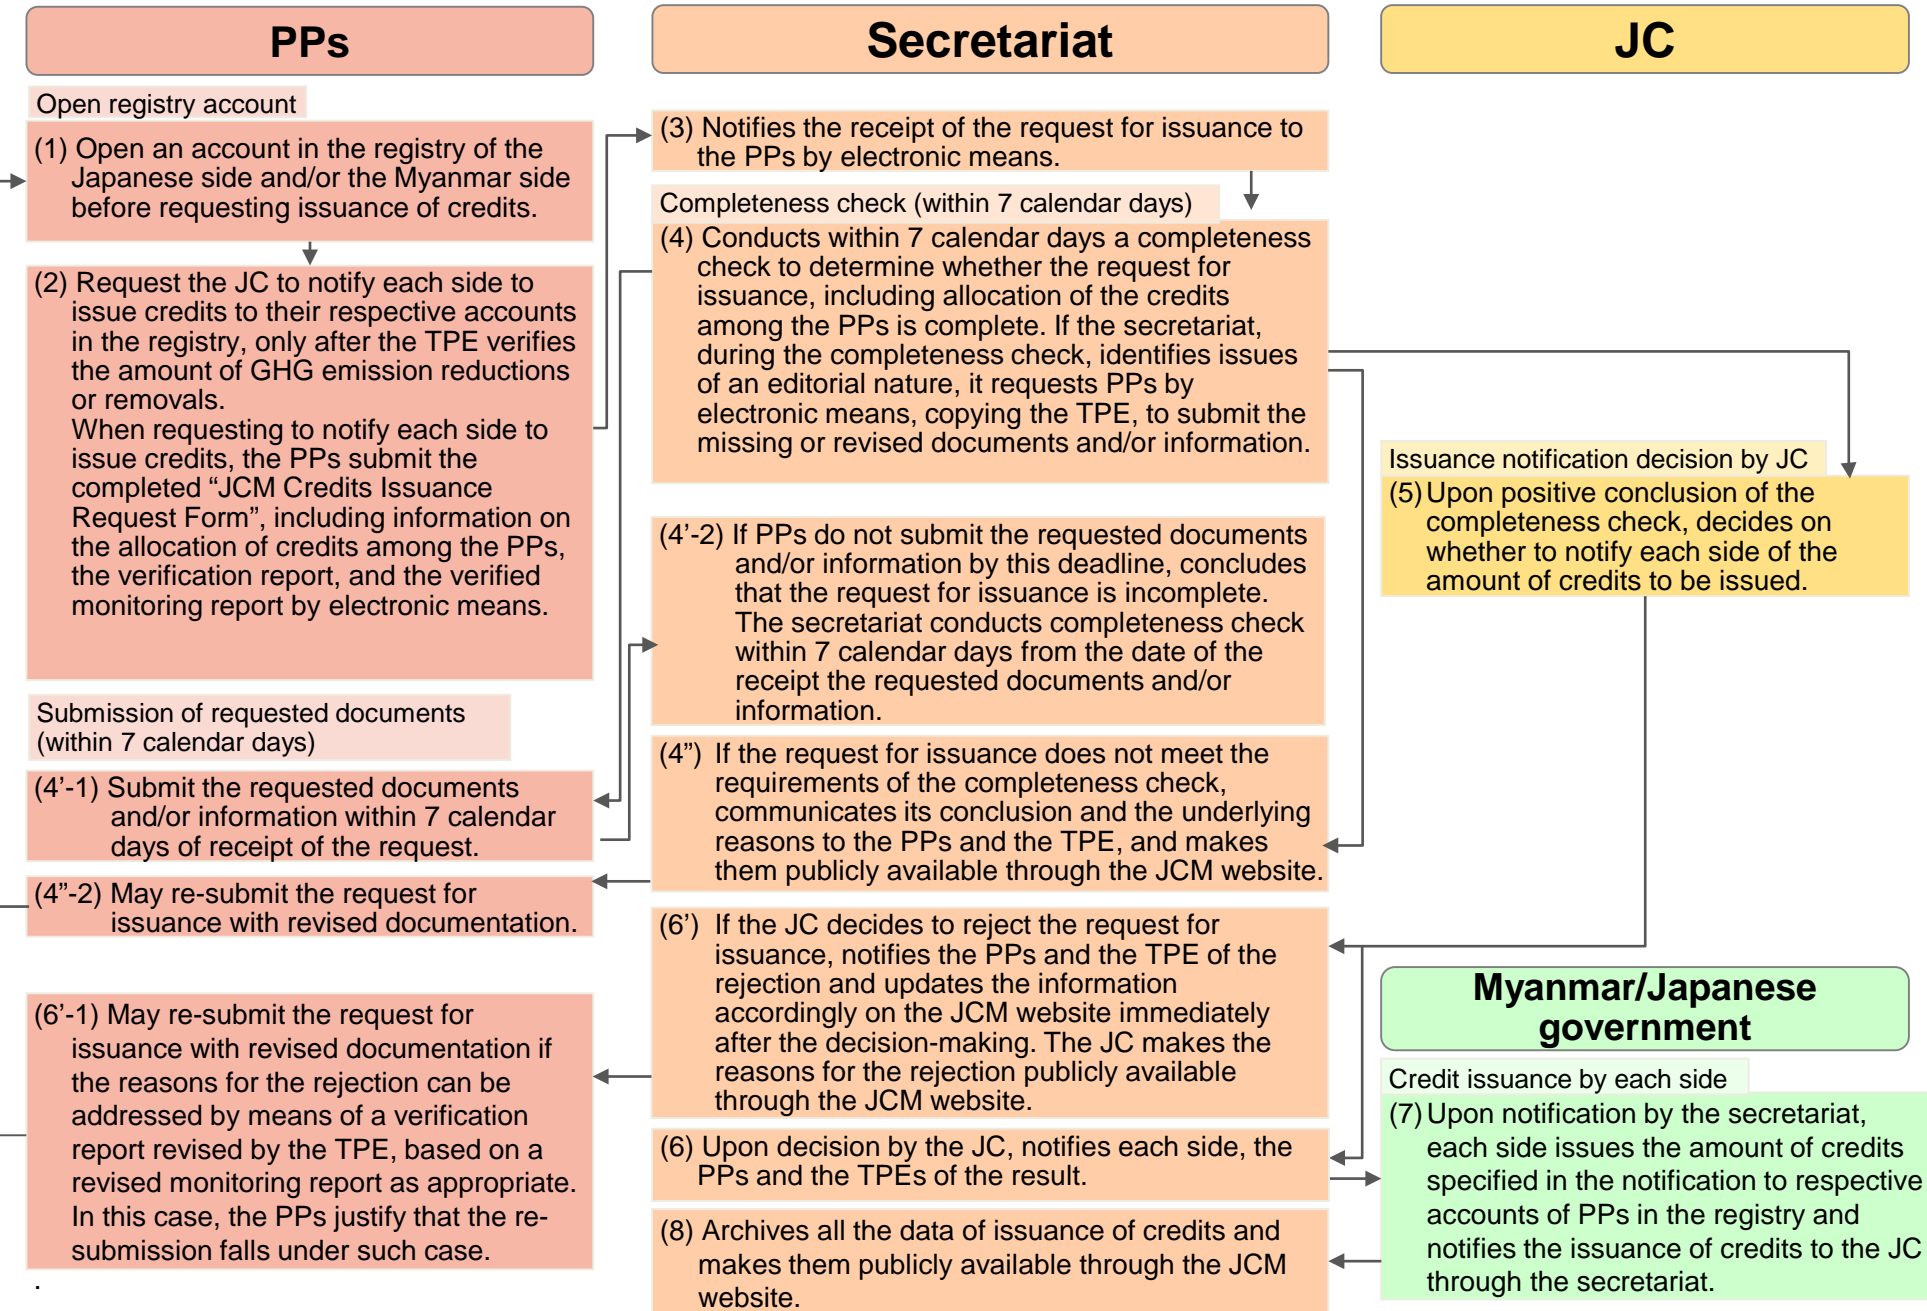 PPs
Open registry account
(1) Open an account in the registry of the
Japanese side and/or the Myanmar side
before requesting issuance of credits.
(2) Request the JC to notify each side to
issue credits to their respective accounts
in the registry, only after the TPE verifies
the amount of GHG emission reductions
or removals.
When requesting to notify each side to
issue credits, the PPs submit the
completed “JCM Credits Issuance
Request Form”, including information on
the allocation of credits among the PPs,
the verification report, and the verified
monitoring report by electronic means.
Submission of requested documents
(within 7 calendar days)
(4’-1) Submit the requested documents
and/or information within 7 calendar
days of receipt of the request.
(4”-2) May re-submit the request for
issuance with revised documentation.
(6’-1) May re-submit the request for
issuance with revised documentation if
the reasons for the rejection can be
addressed by means of a verification
report revised by the TPE, based on a
revised monitoring report as appropriate.
In this case, the PPs justify that the re-
submission falls under such case.
.
Secretariat
(3) Notifies the receipt of the request for issuance to
the PPs by electronic means.
Completeness check (within 7 calendar days)
(4) Conducts within 7 calendar days a completeness
check to determine whether the request for
issuance, including allocation of the credits
among the PPs is complete. If the secretariat,
during the completeness check, identifies issues
of an editorial nature, it requests PPs by
electronic means, copying the TPE, to submit the
missing or revised documents and/or information.
(4’-2) If PPs do not submit the requested documents
and/or information by this deadline, concludes
that the request for issuance is incomplete.
The secretariat conducts completeness check
within 7 calendar days from the date of the
receipt the requested documents and/or
information.
(4”) If the request for issuance does not meet the
requirements of the completeness check,
communicates its conclusion and the underlying
reasons to the PPs and the TPE, and makes
them publicly available through the JCM website.
(6’) If the JC decides to reject the request for
issuance, notifies the PPs and the TPE of the
rejection and updates the information
accordingly on the JCM website immediately
after the decision-making. The JC makes the
reasons for the rejection publicly available
through the JCM website.
(6) Upon decision by the JC, notifies each side, the
PPs and the TPEs of the result.
(8) Archives all the data of issuance of credits and
makes them publicly available through the JCM
website.
JC
Issuance notification decision by JC
(5) Upon positive conclusion of the
completeness check, decides on
whether to notify each side of the
amount of credits to be issued.
Myanmar/Japanese
government
Credit issuance by each side
(7) Upon notification by the secretariat,
each side issues the amount of credits
specified in the notification to respective
accounts of PPs in the registry and
notifies the issuance of credits to the JC
through the secretariat.